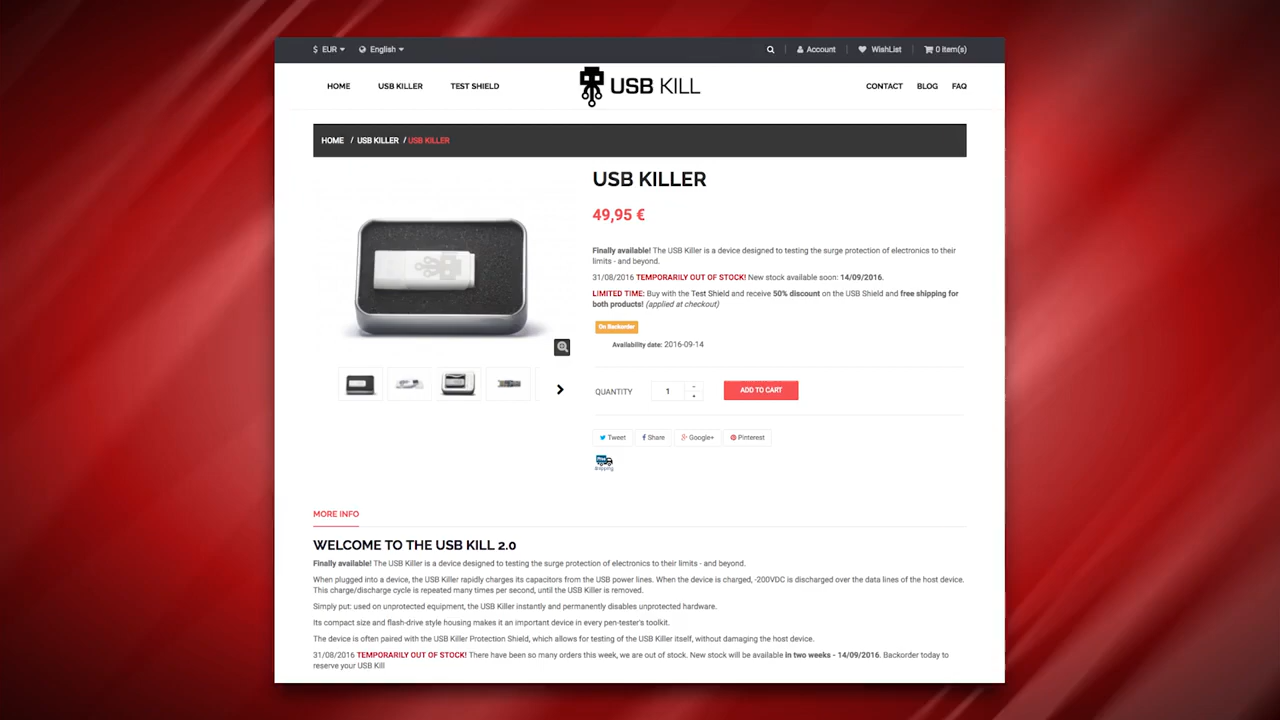 $ EUR English Account WishList 0 item(s)
HOME USB KILLER TEST SHIELD USB KILL CONTACT BLOG FAQ
HOME / USB KILLER / USB KILLER
USB KILLER
49,95 €
Finally available! The USB Killer is a device designed to testing the surge protection of electronics to their
limits - and beyond.
31/08/2016 TEMPORARILY OUT OF STOCK! New stock available soon: 14/09/2016.
LIMITED TIME: Buy with the Test Shield and receive 50% discount on the USB Shield and free shipping for
both products! (applied at checkout)
On Backorder
Availability date: 2016-09-14
QUANTITY 1 ADD TO CART
Tweet Share Google+ Pinterest
MORE INFO
WELCOME TO THE USB KILL 2.0
Finally available! The USB Killer is a device designed to testing the surge protection of electronics to their limits - and beyond.
When plugged into a device, the USB Killer rapidly charges its capacitors from the USB power lines. When the device is charged, -200VDC is discharged over the data lines of the host device.
This charge/discharge cycle is repeated many times per second, until the USB Killer is removed.
Simply put: used on unprotected equipment, the USB Killer instantly and permanently disables unprotected hardware.
Its compact size and flash-drive style housing makes it an important device in every pen-tester's toolkit.
The device is often paired with the USB Killer Protection Shield, which allows for testing of the USB Killer itself, without damaging the host device.
31/08/2016 TEMPORARILY OUT OF STOCK! There have been so many orders this week, we are out of stock. New stock will be available in two weeks - 14/09/2016. Backorder today to
reserve your USB Kill